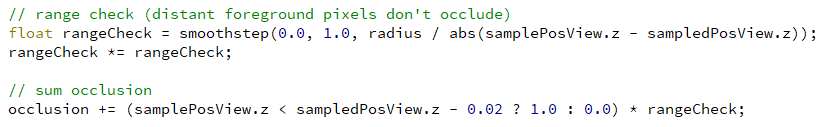 // range check (distant foreground pixels don't occlude)
float rangeCheck = smoothstep(0.0, 1.0, radius / abs(samplePosView.z - sampledPosView.z));
rangeCheck *= rangeCheck;
// sum occlusion
occlusion += (samplePosView.z < sampledPosView.z - 0.02 ? 1.0 : 0.0) * rangeCheck;